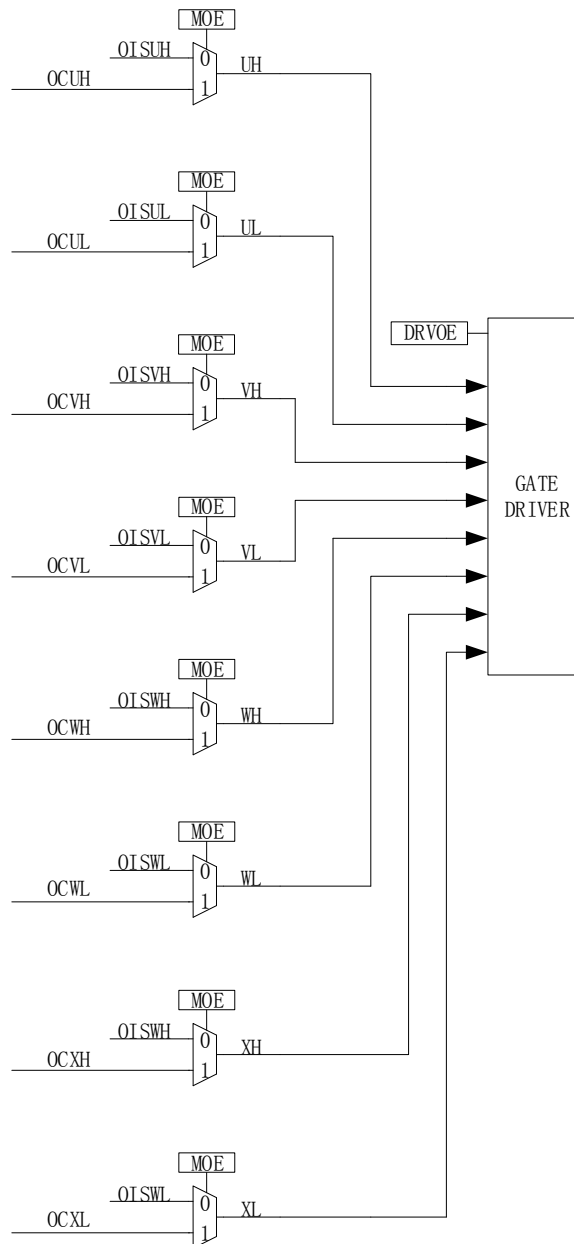 MOE
OISUH
0
UH
OCUH
1
MOE
OISUL
0
UL
OCUL
1
DRVOE
MOE
OISVH
0
VH
OCVH
1
GATE
DRIVER
MOE
OISVL
0
VL
OCVL
1
MOE
OISWH
0
WH
OCWH
1
MOE
OISWL
0
WL
OCWL
1
MOE
OISWH
0
XH
OCXH
1
MOE
OISWL
0
XL
OCXL
1